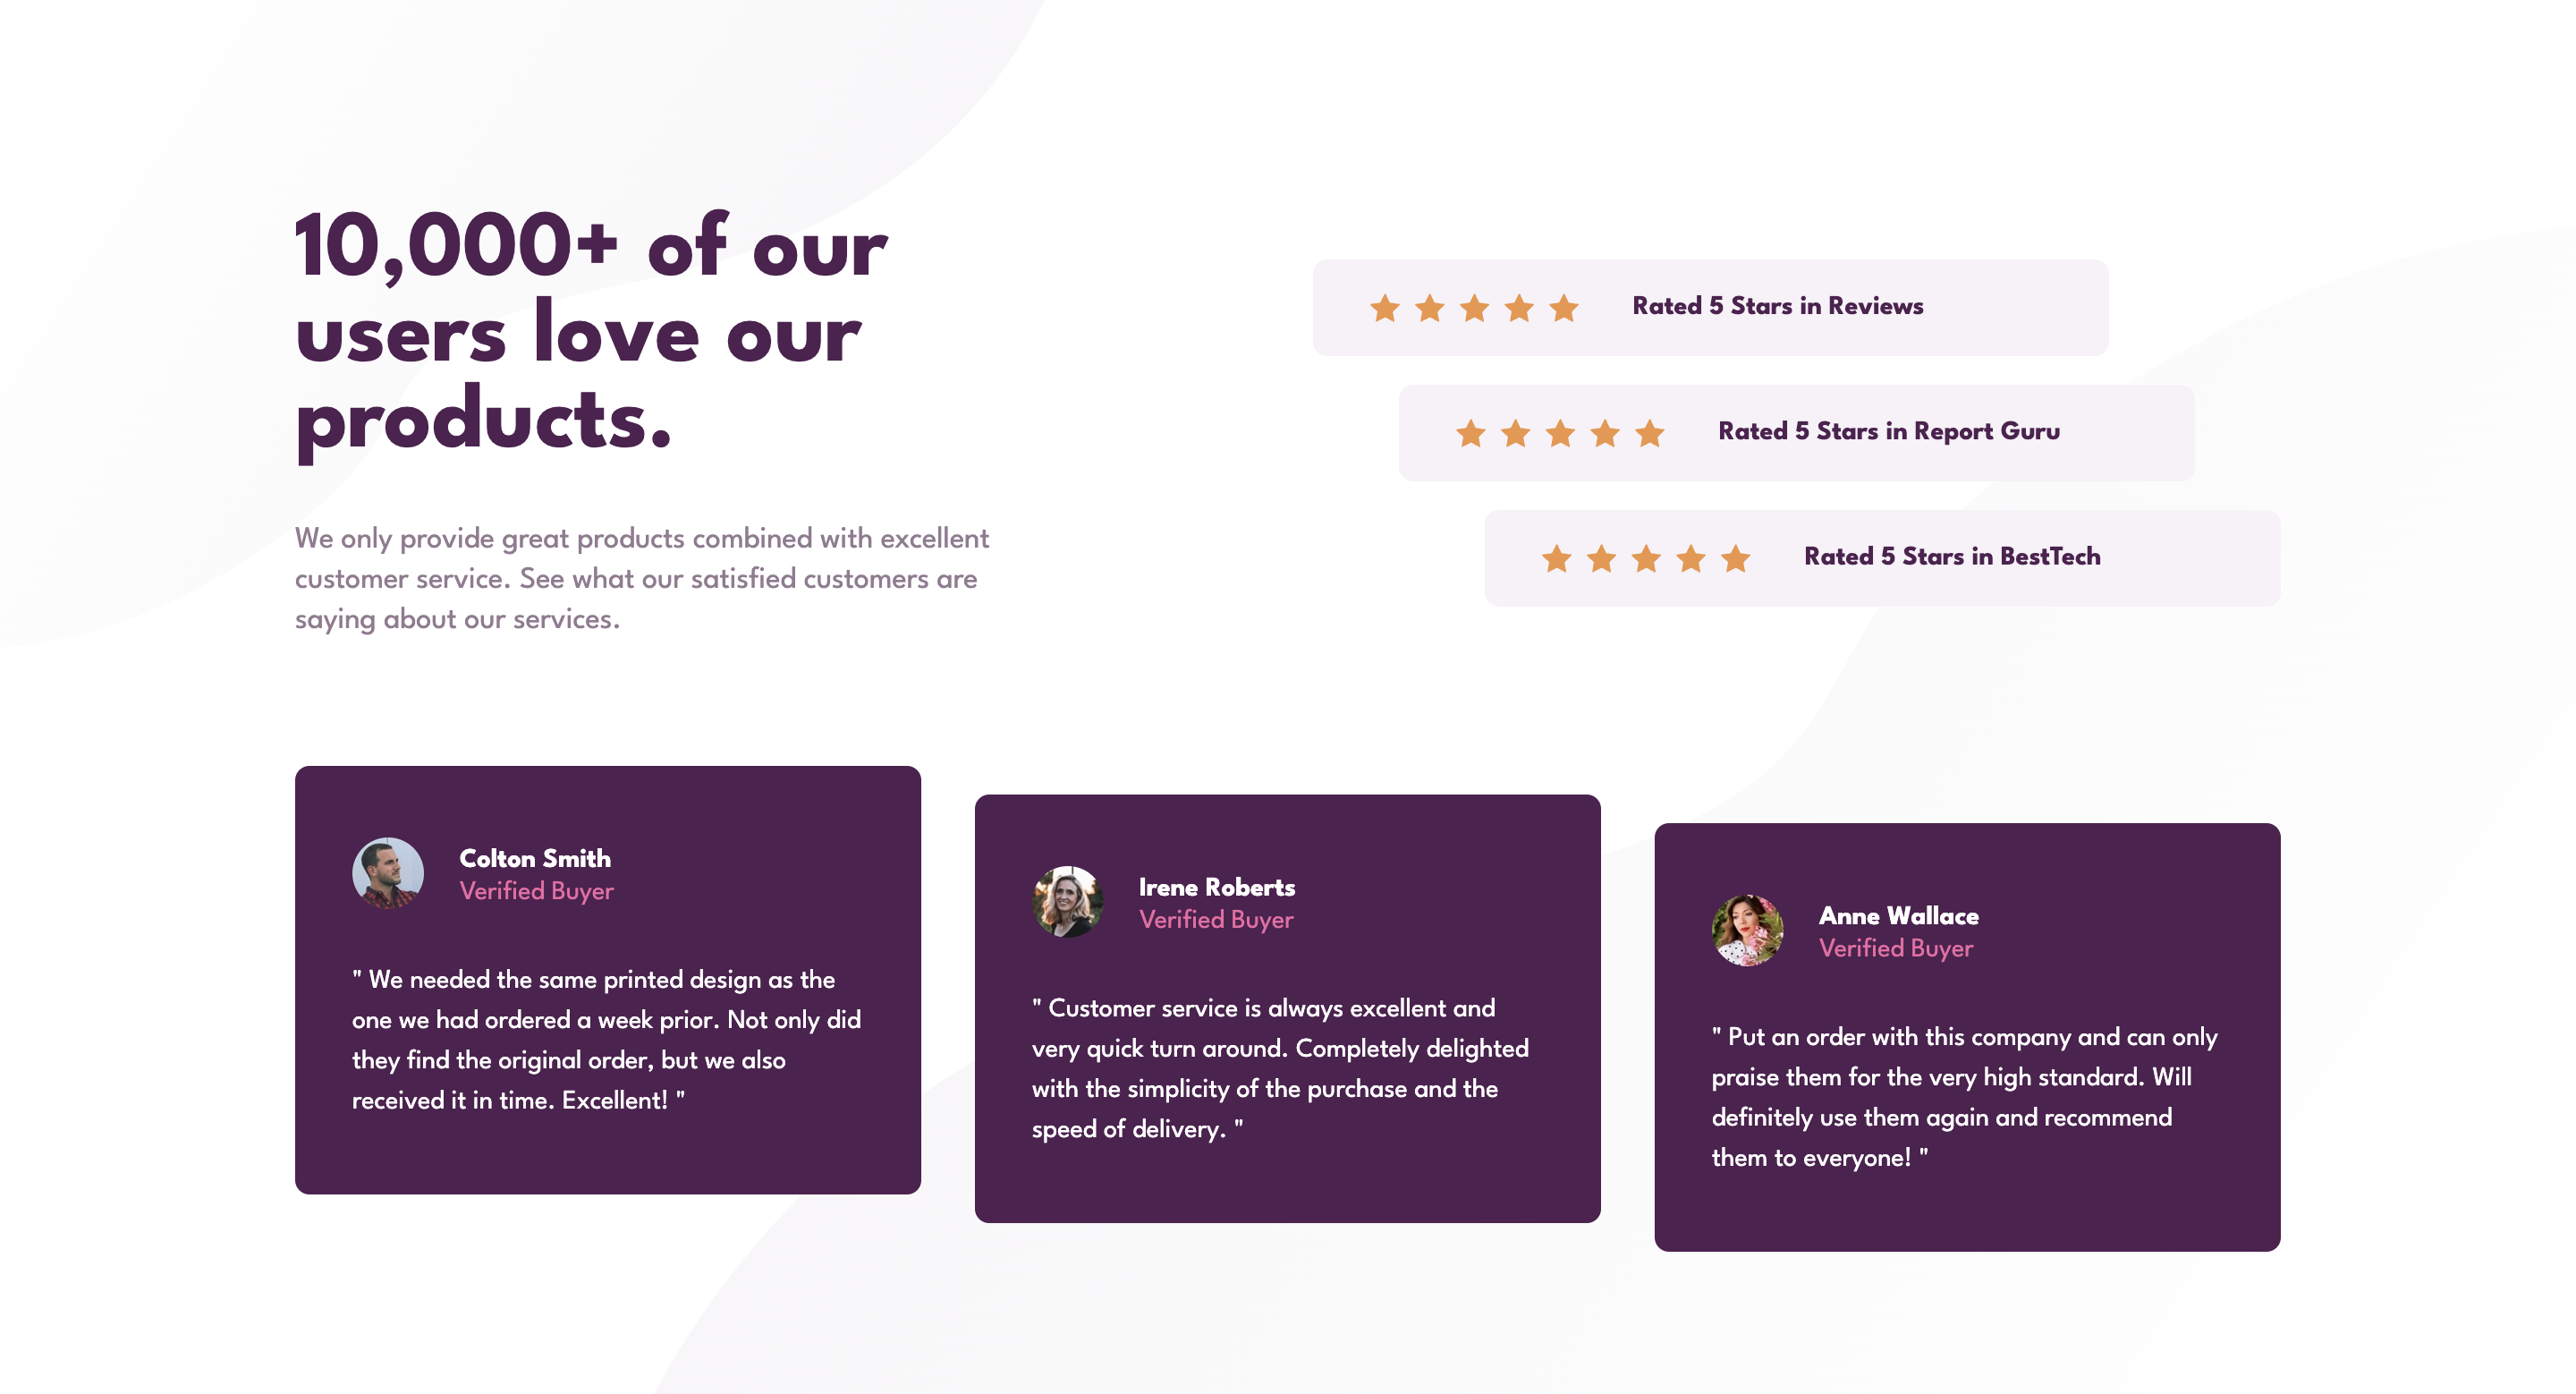 10,000+ of our
users love our
products.
We only provide great products combined with excellent
customer service. See what our satisfied customers are
saying about our services.
Rated 5 Stars in Reviews
Rated 5 Stars in Report Guru
Rated 5 Stars in BestTech
Colton Smith
Verified Buyer
" We needed the same printed design as the
one we had ordered a week prior. Not only did
they find the original order, but we also
received it in time. Excellent! "
Irene Roberts
Verified Buyer
" Customer service is always excellent and
very quick turn around. Completely delighted
with the simplicity of the purchase and the
speed of delivery. "
Anne Wallace
Verified Buyer
" Put an order with this company and can only
praise them for the very high standard. Will
definitely use them again and recommend
them to everyone! "